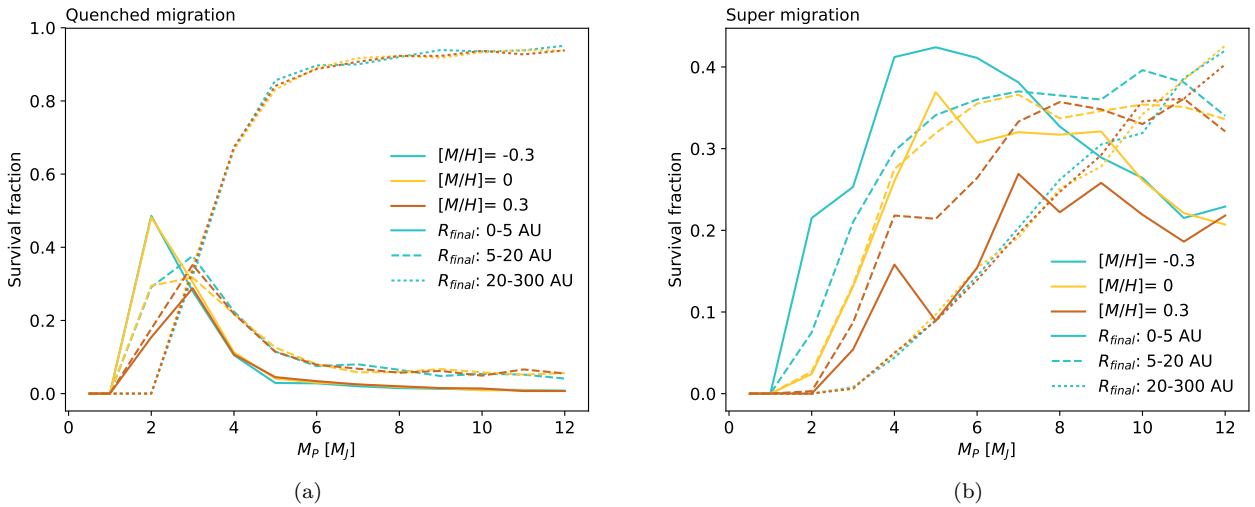 Quenched migration
1.0
0.8
0.6
0.4
0.2
0.0
Survival fraction
[M/H]= -0.3
[M/H]= 0
[M/H]= 0.3
R_final: 0-5 AU
R_final: 5-20 AU
R_final: 20-300 AU
0 2 4 6 8 10 12
M_P [M_J]
(a)
Super migration
0.4
0.3
0.2
0.1
0.0
Survival fraction
[M/H]= -0.3
[M/H]= 0
[M/H]= 0.3
R_final: 0-5 AU
R_final: 5-20 AU
R_final: 20-300 AU
0 2 4 6 8 10 12
M_P [M_J]
(b)